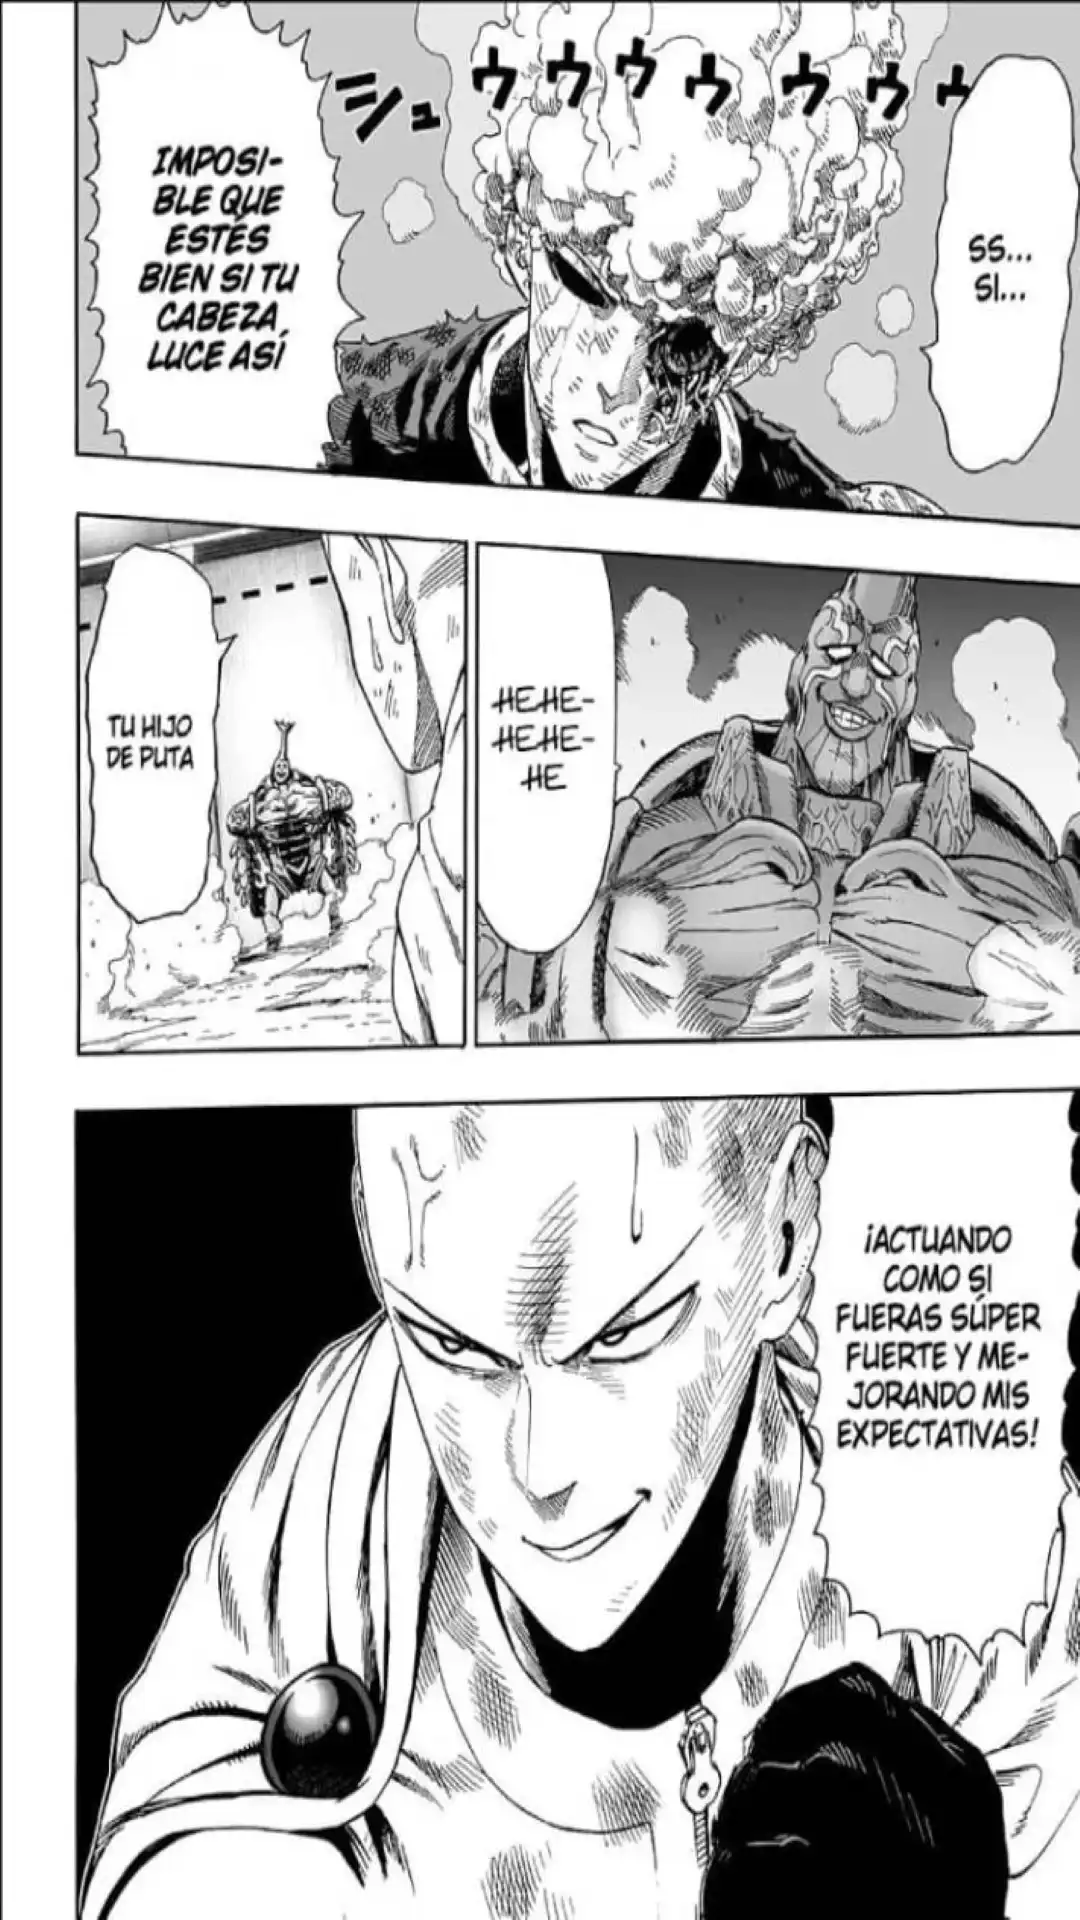 SS...
SI...
シュウウウウウウウ
IMPOSI-
BLE QUE
ESTÉS
BIEN SI TU
CABEZA
LUCE ASÍ
HEHE-
HEHE-
HE
TU HIJO
DE PUTA
¡ACTUANDO
COMO SI
FUERAS SÚPER
FUERTE Y ME-
JORANDO MIS
EXPECTATIVAS!